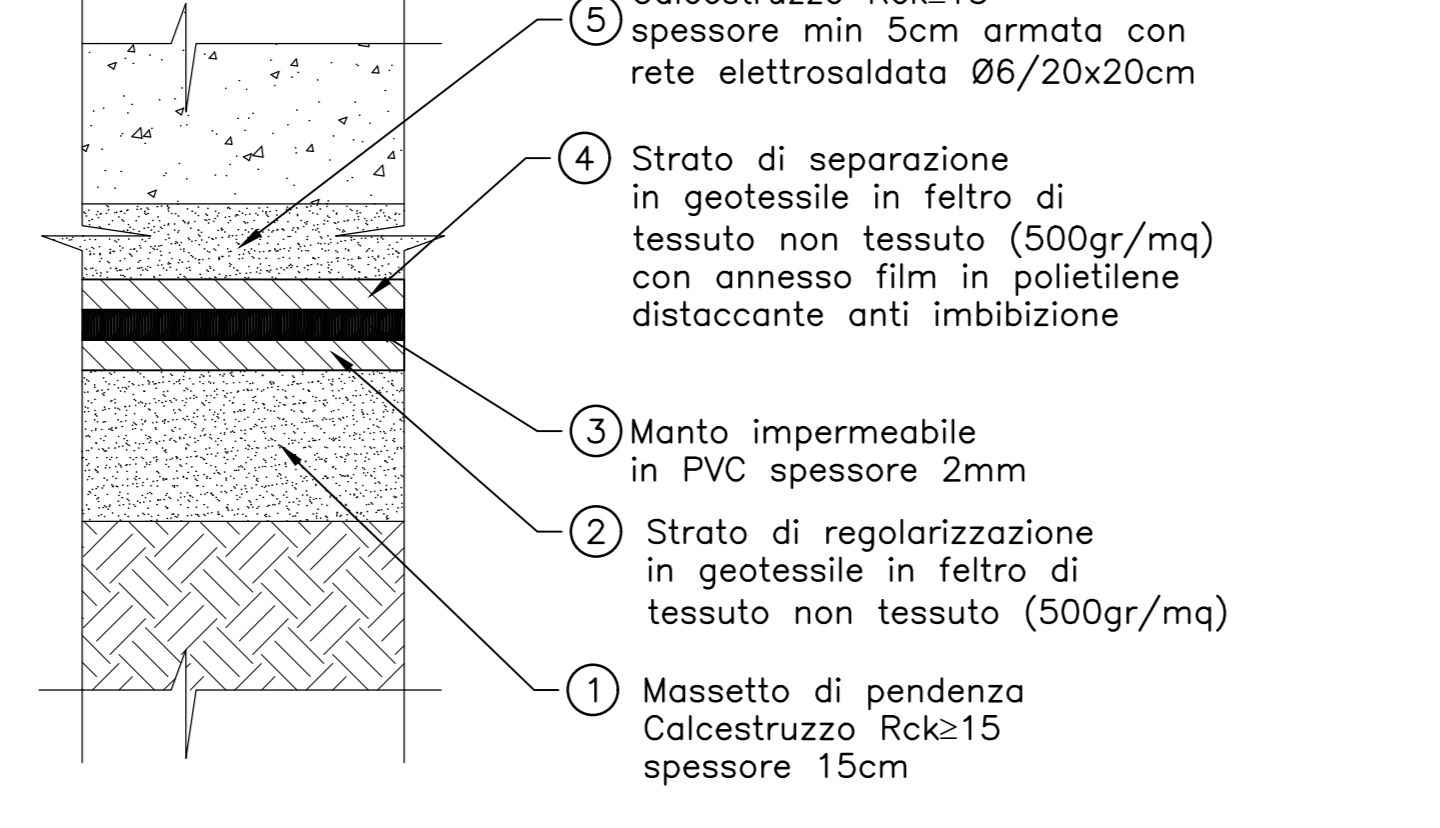 5
spessore min 5cm armata con
rete elettrosaldata Ø6/20x20cm
4
Strato di separazione
in geotessile in feltro di
tessuto non tessuto (500gr/mq)
con annesso film in polietilene
distaccante anti imbibizione
3
Manto impermeabile
in PVC spessore 2mm
2
Strato di regolarizzazione
in geotessile in feltro di
tessuto non tessuto (500gr/mq)
1
Massetto di pendenza
Calcestruzzo Rck≥15
spessore 15cm